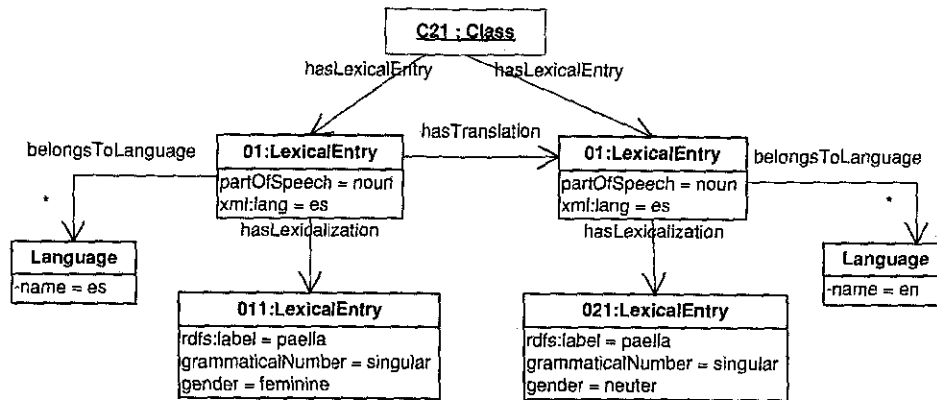 C21 : Class
hasLexicalEntry
hasLexicalEntry
hasTranslation
belongsToLanguage
01:LexicalEntry
partOfSpeech = noun
xml:lang = es
01:LexicalEntry
partOfSpeech = noun
xml:lang = es
belongsToLanguage
*
*
hasLexicalization
hasLexicalization
Language
-name = es
Language
-name = en
011:LexicalEntry
rdfs:label = paella
grammaticalNumber = singular
gender = feminine
021:LexicalEntry
rdfs:label = paella
grammaticalNumber = singular
gender = neuter